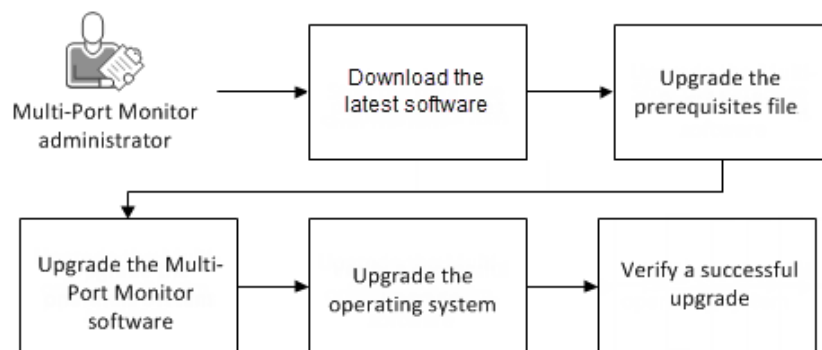 Multi-Port Monitor
administrator
Download the
latest software
Upgrade the
prerequisites file
Upgrade the Multi-
Port Monitor
software
Upgrade the
operating system
Verify a successful
upgrade